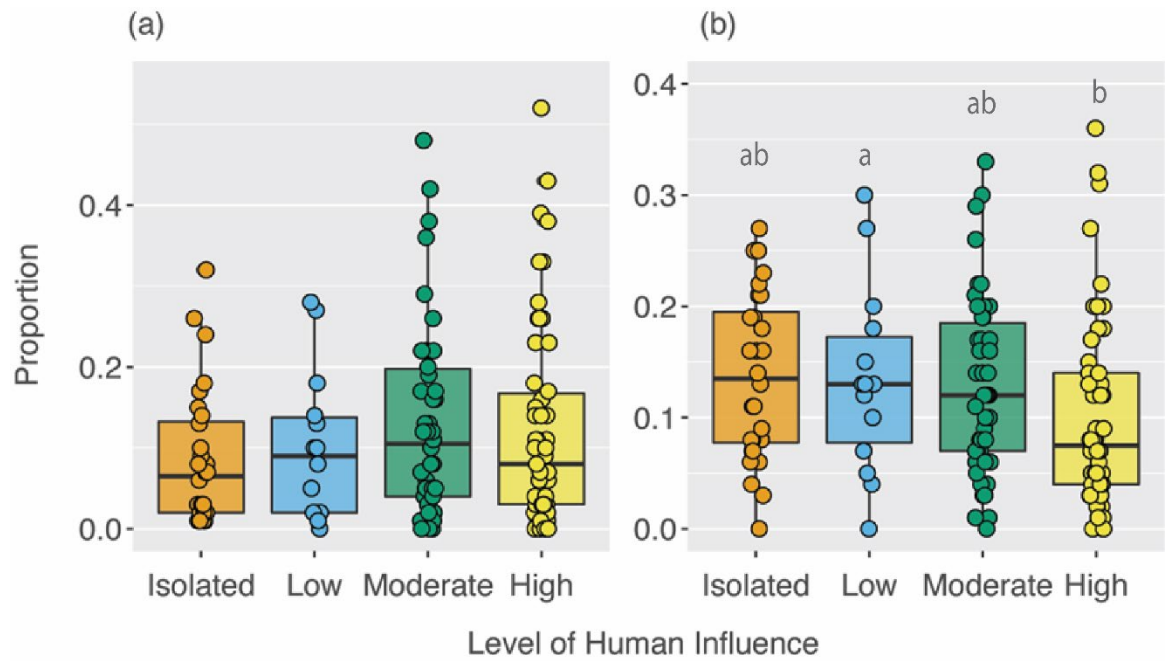 (a)
(b)
Proportion
0.4
0.2
0.0
Isolated Low Moderate High
0.4
0.3
0.2
0.1
0.0
ab a ab b
Isolated Low Moderate High
Level of Human Influence